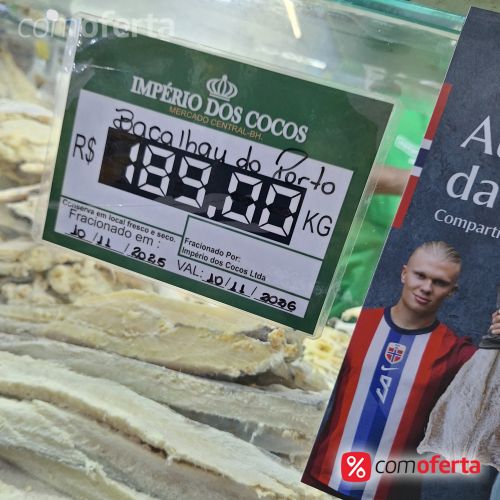 comoferta
IMPÉRIO DOS COCOS
MERCADO CENTRAL-BH.
Bacalhau do Porto
R$ 189,00 KG
Conserva em local fresco e seco.
Fracionado em :
10/11/2025
Fracionado Por:
Império dos Cocos Ltda
VAL: 10/11/2026
da
Comparti
% comoferta